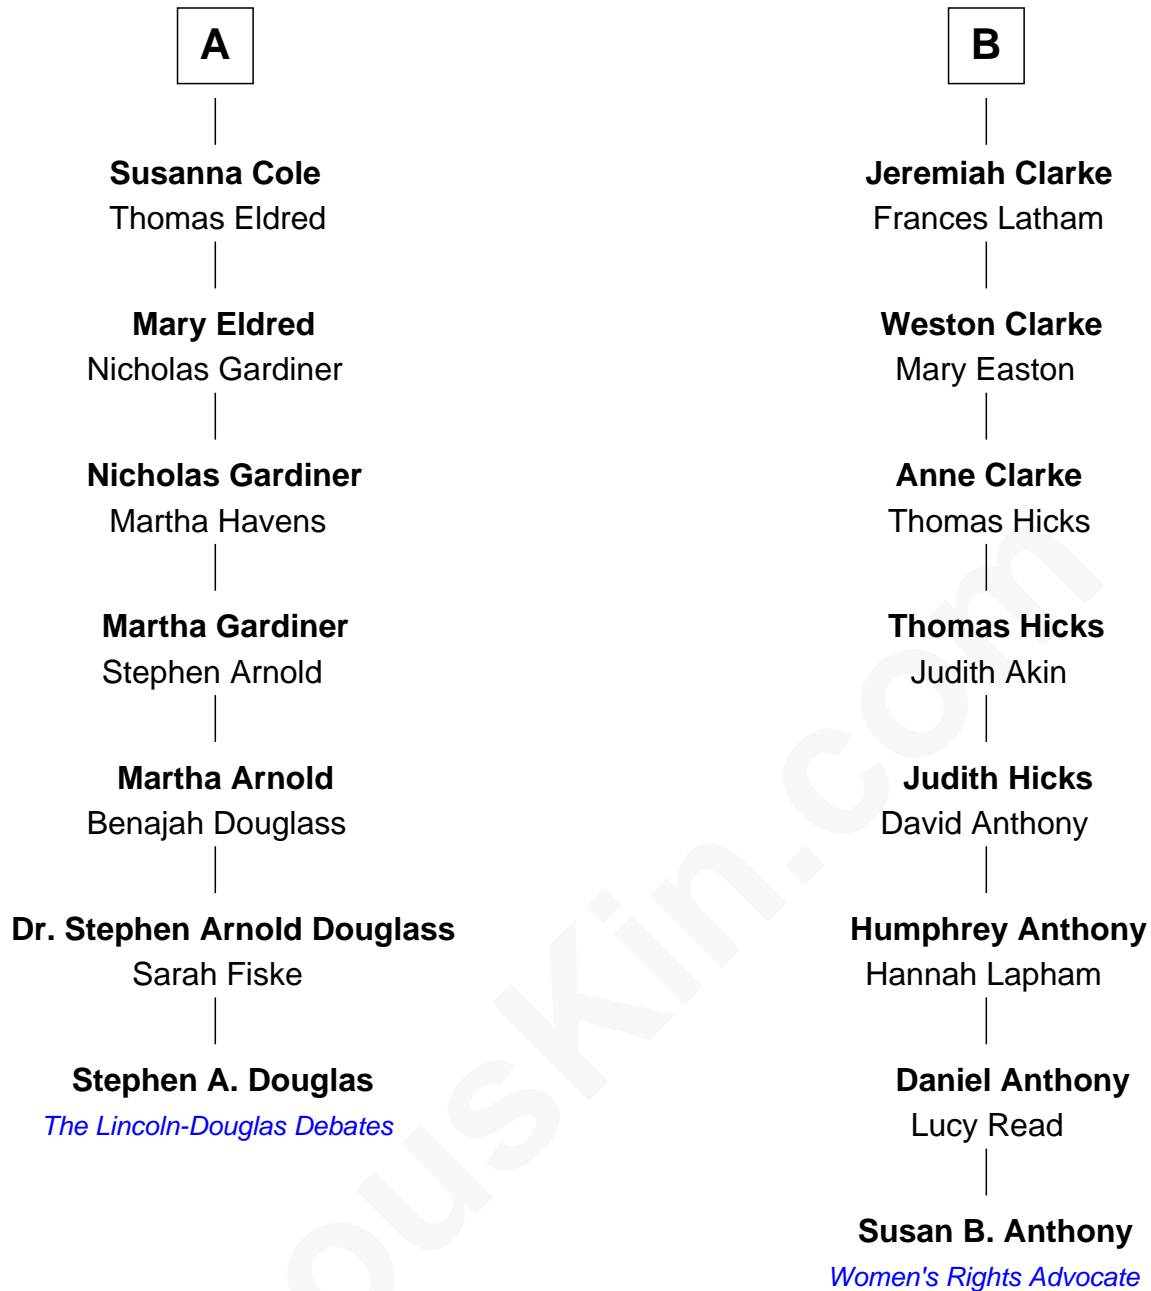 A
Susanna Cole
Thomas Eldred
Mary Eldred
Nicholas Gardiner
Nicholas Gardiner
Martha Havens
Martha Gardiner
Stephen Arnold
Martha Arnold
Benajah Douglass
Dr. Stephen Arnold Douglass
Sarah Fiske
Stephen A. Douglas
The Lincoln-Douglas Debates
B
Jeremiah Clarke
Frances Latham
Weston Clarke
Mary Easton
Anne Clarke
Thomas Hicks
Thomas Hicks
Judith Akin
Judith Hicks
David Anthony
Humphrey Anthony
Hannah Lapham
Daniel Anthony
Lucy Read
Susan B. Anthony
Women's Rights Advocate
ousKin.com